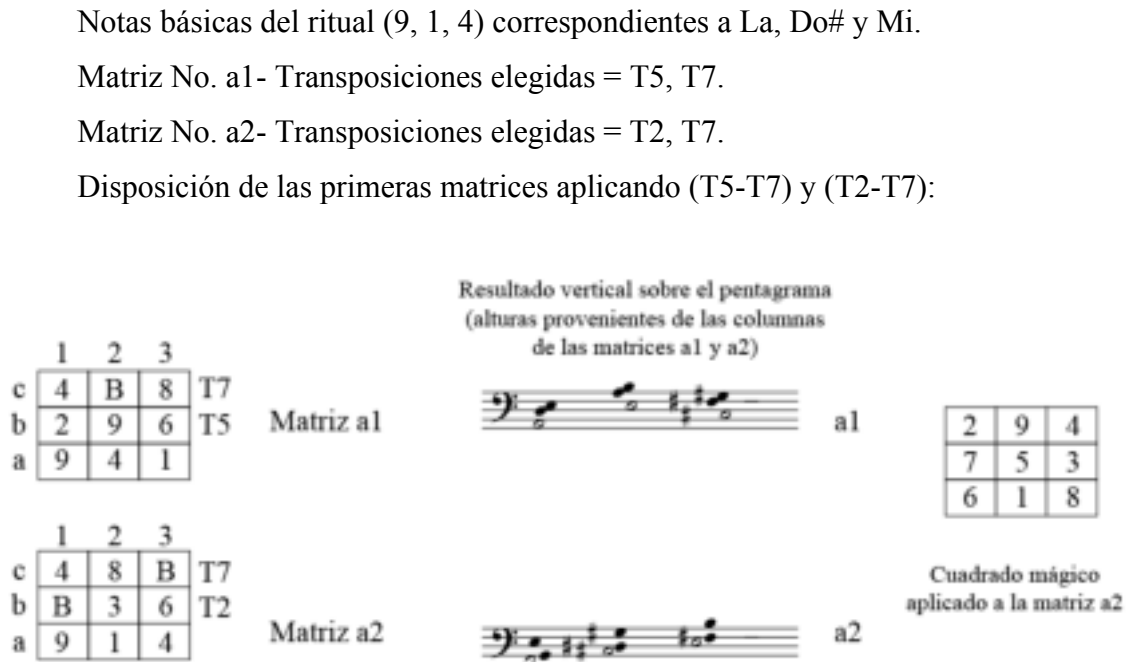 Notas básicas del ritual (9, 1, 4) correspondientes a La, Do# y Mi.
Matriz No. a1- Transposiciones elegidas = T5, T7.
Matriz No. a2- Transposiciones elegidas = T2, T7.
Disposición de las primeras matrices aplicando (T5-T7) y (T2-T7):
Resultado vertical sobre el pentagrama
(alturas provenientes de las columnas
de las matrices a1 y a2)
1 2 3
c 4 B 8 T7
b 2 9 6 T5
a 9 4 1
Matriz a1
a1
2 9 4
7 5 3
6 1 8
Cuadrado mágico
aplicado a la matriz a2
1 2 3
c 4 8 B T7
b B 3 6 T2
a 9 1 4
Matriz a2
a2